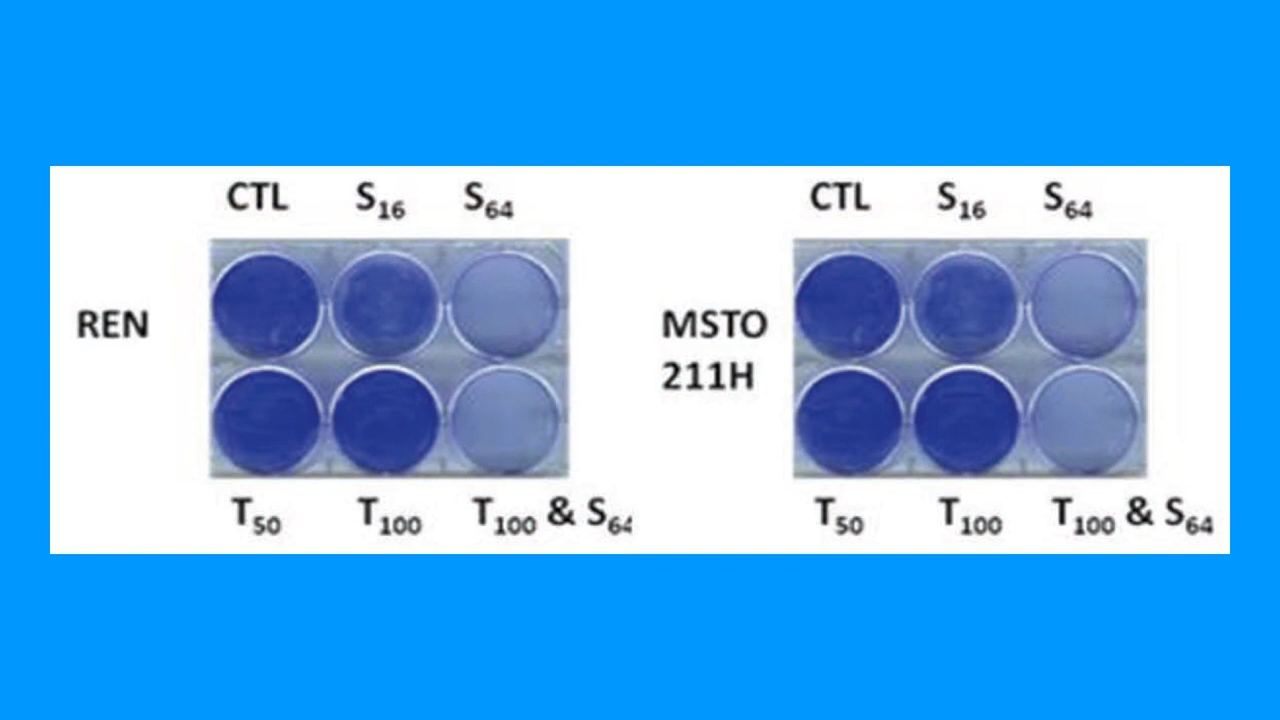 CTL S₁₆ S₆₄
REN
T₅₀ T₁₀₀ T₁₀₀ & S₆₄
CTL S₁₆ S₆₄
MSTO
211H
T₅₀ T₁₀₀ T₁₀₀ & S₆₄